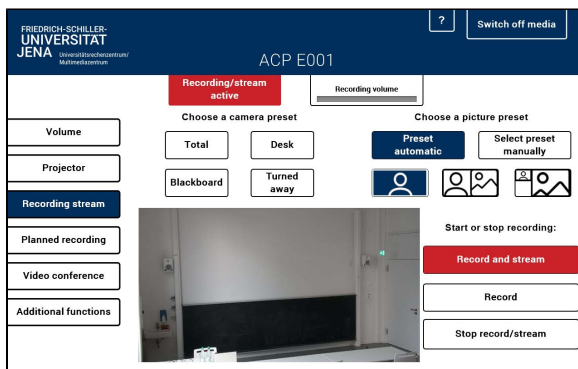 FRIEDRICH-SCHILLER-
UNIVERSITÄT
JENA Universitätsrechenzentrum/
Multimediazentrum
ACP E001
?
Switch off media
Recording/stream
active
Recording volume
Choose a camera preset
Choose a picture preset
Volume
Projector
Recording stream
Planned recording
Video conference
Additional functions
Total
Desk
Blackboard
Turned
away
Preset
automatic
Select preset
manually
Start or stop recording:
Record and stream
Record
Stop record/stream